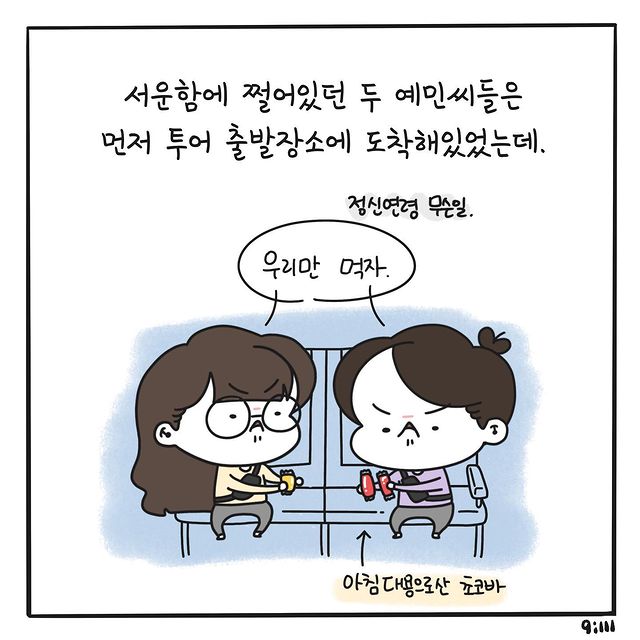 서운함에 쩔어있던 두 예민씨들은
먼저 투어 출발장소에 도착해있었는데.
정신연령 무슨일.
우리만 먹자.
아침대용으로산 쵸코바